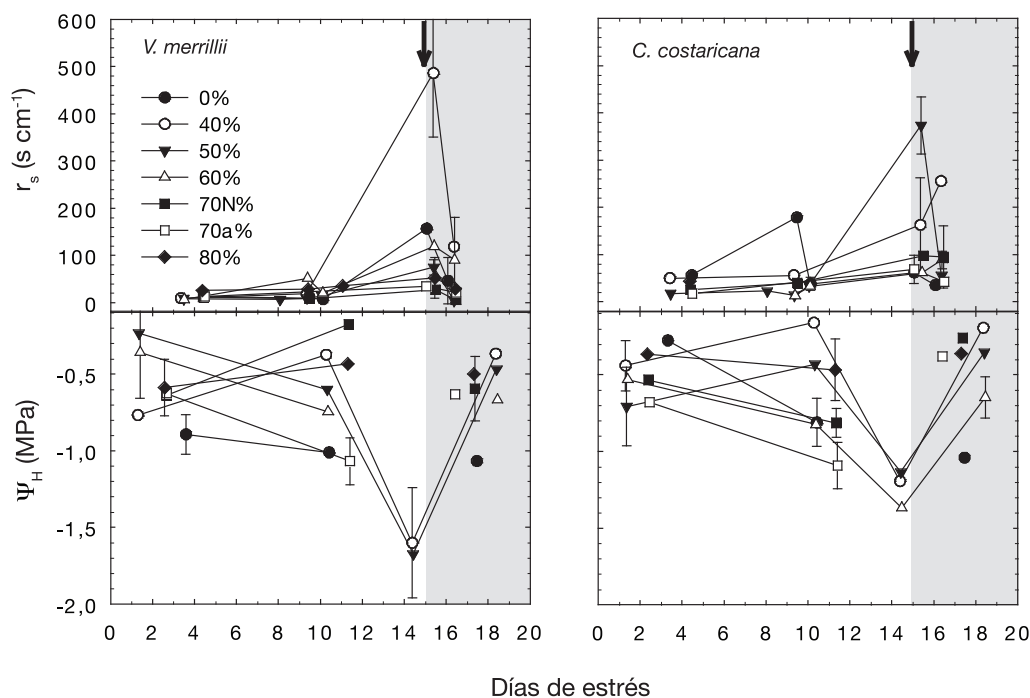 V. merrillii
C. costaricana
0%
40%
50%
60%
70N%
70a%
80%
rs (s cm-1)
600
500
400
300
200
100
0
ΨH (MPa)
-0,5
-1,0
-1,5
-2,0
0 2 4 6 8 10 12 14 16 18 20
0 2 4 6 8 10 12 14 16 18 20
Días de estrés